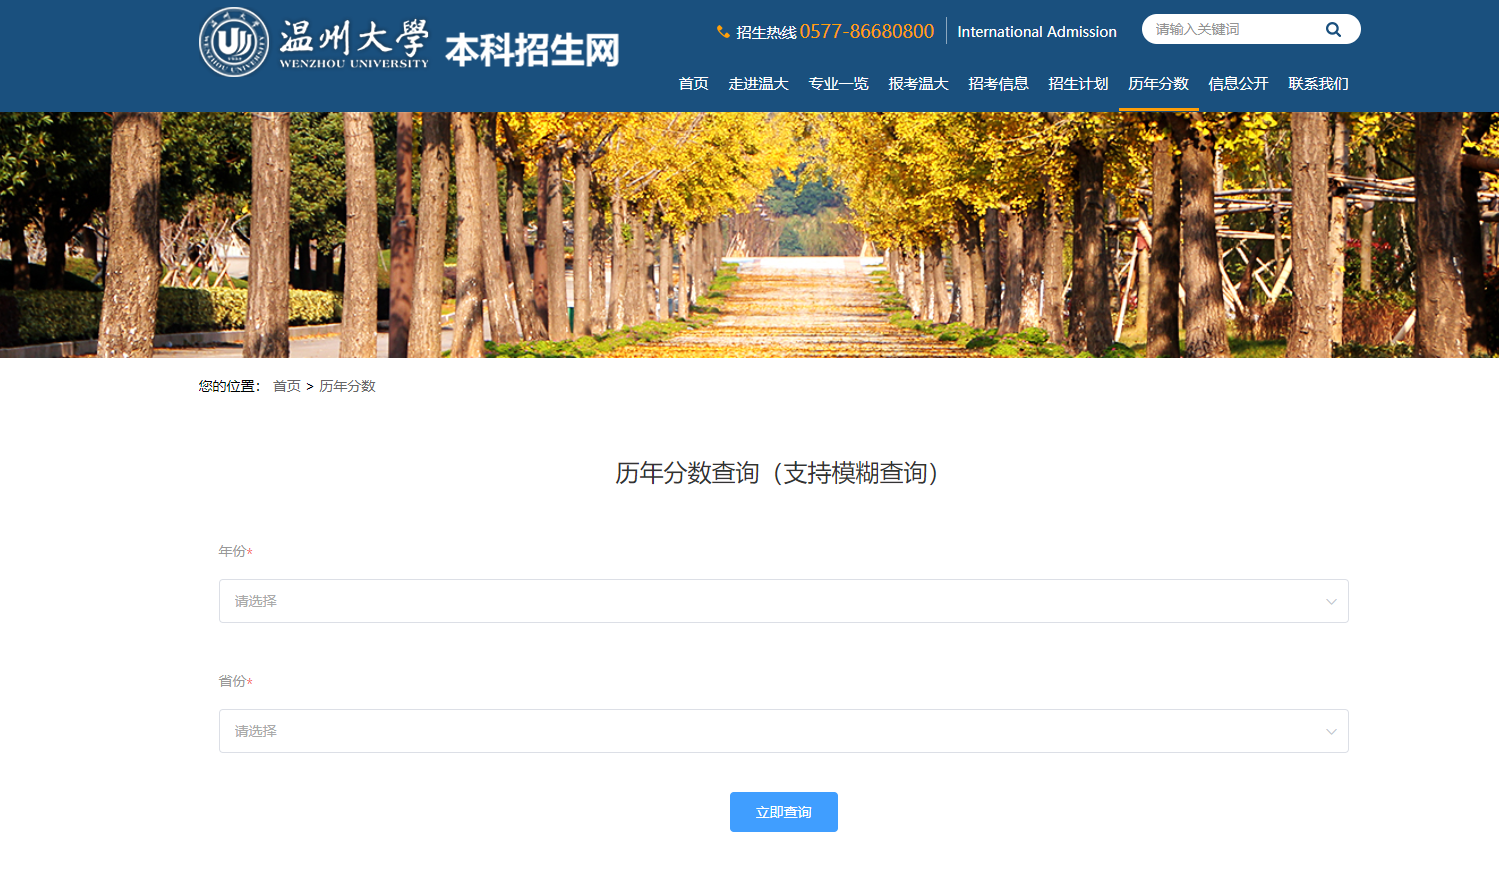 温州大學
WENZHOU UNIVERSITY
本科招生网
招生热线 0577-86680800
International Admission
请输入关键词
首页 走进温大 专业一览 报考温大 招考信息 招生计划 历年分数 信息公开 联系我们
您的位置： 首页 > 历年分数
历年分数查询（支持模糊查询）
年份*
请选择
省份*
请选择
立即查询